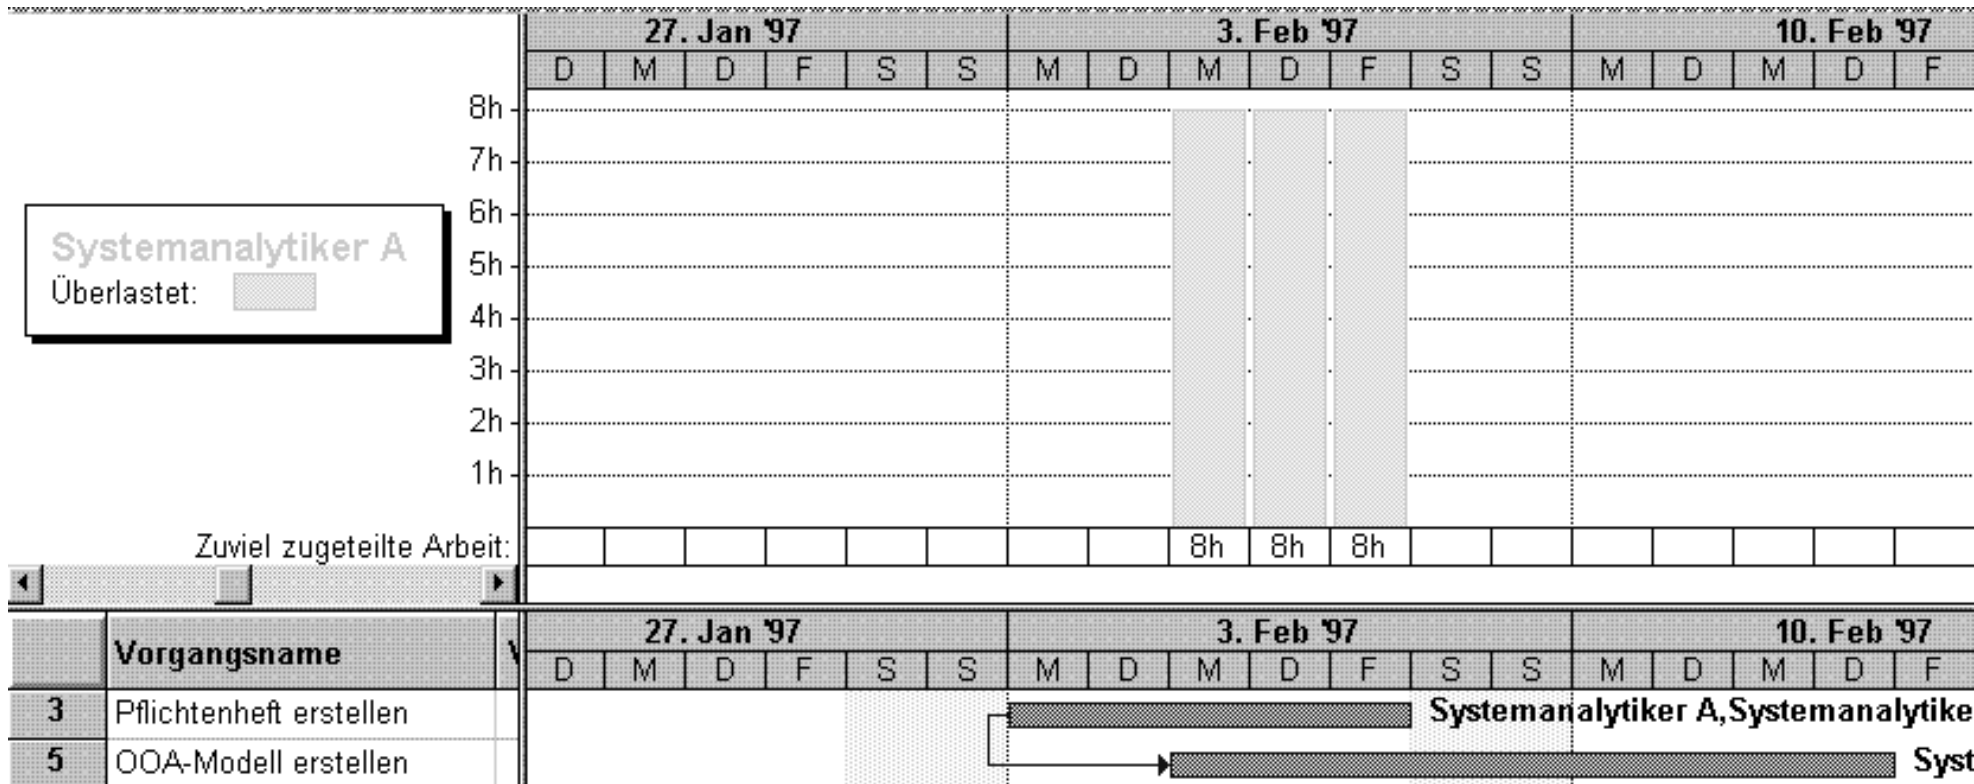 27. Jan '97 3. Feb '97 10. Feb '97
D M D F S S M D M D F S S M D M D F
8h
7h
6h
Systemanalytiker A
5h
Überlastet:
4h
3h
2h
1h
Zuviel zugeteilte Arbeit: 8h 8h 8h
27. Jan '97 3. Feb '97 10. Feb '97
Vorgangsname
D M D F S S M D M D F S S M D M D F
3 Pflichtenheft erstellen Systemanalytiker A,Systemanalytike
5 OOA-Modell erstellen Syst